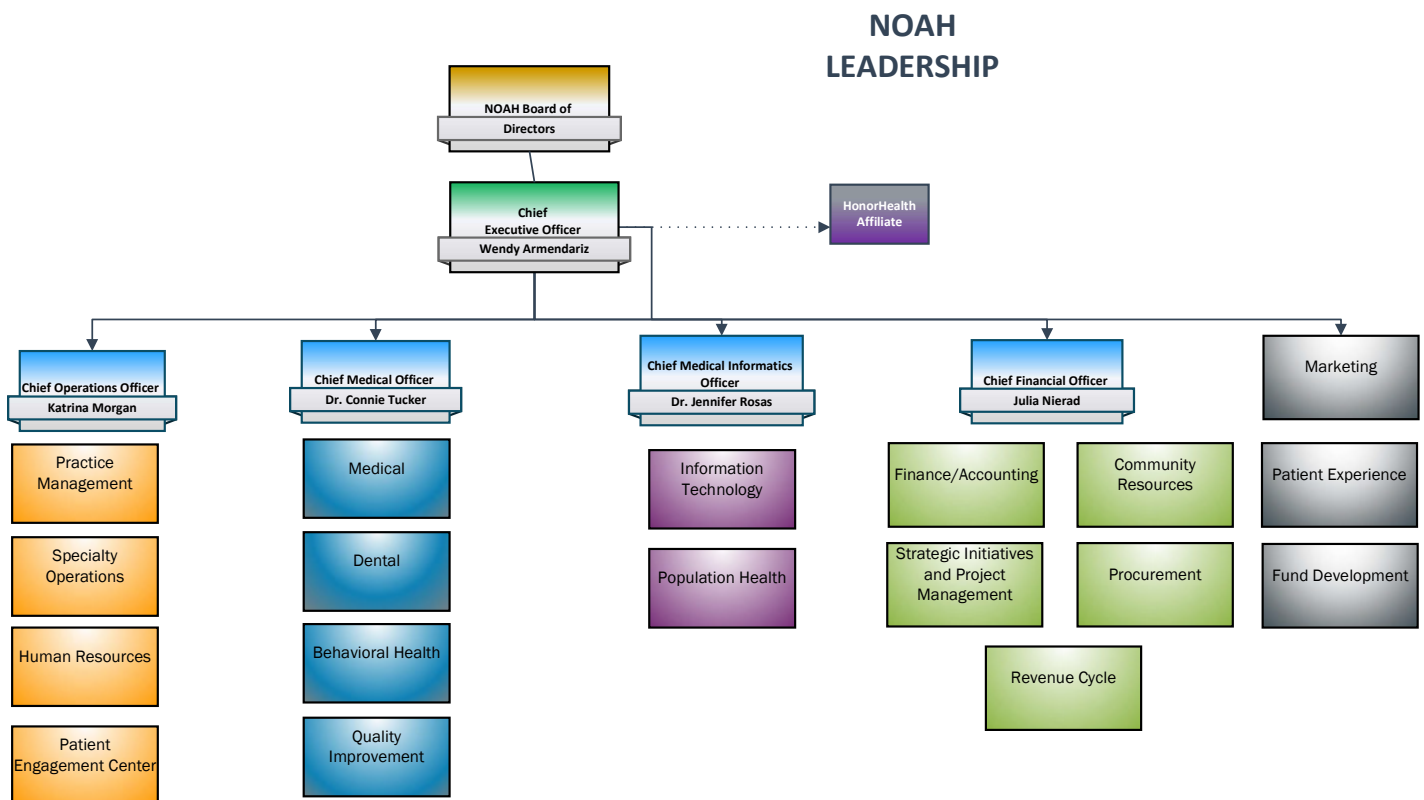 NOAH
LEADERSHIP
NOAH Board of
Directors
Chief
Executive Officer
Wendy Armendariz
HonorHealth
Affiliate
Chief Operations Officer
Katrina Morgan
Chief Medical Officer
Dr. Connie Tucker
Chief Medical Informatics
Officer
Dr. Jennifer Rosas
Chief Financial Officer
Julia Nierad
Marketing
Practice
Management
Specialty
Operations
Human Resources
Patient
Engagement Center
Medical
Dental
Behavioral Health
Quality
Improvement
Information
Technology
Population Health
Finance/Accounting
Community
Resources
Strategic Initiatives
and Project
Management
Procurement
Revenue Cycle
Patient Experience
Fund Development